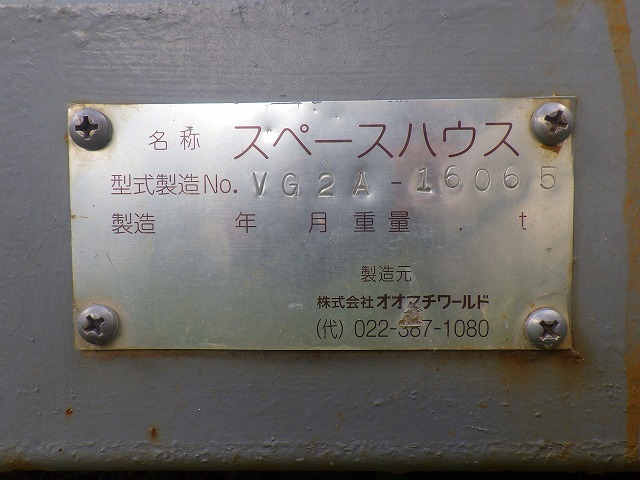 名称 スペースハウス
型式製造No. VG2A-16065
製造 年 月 重量 t
製造元
株式会社 オオマチワールド
(代) 022-387-1080